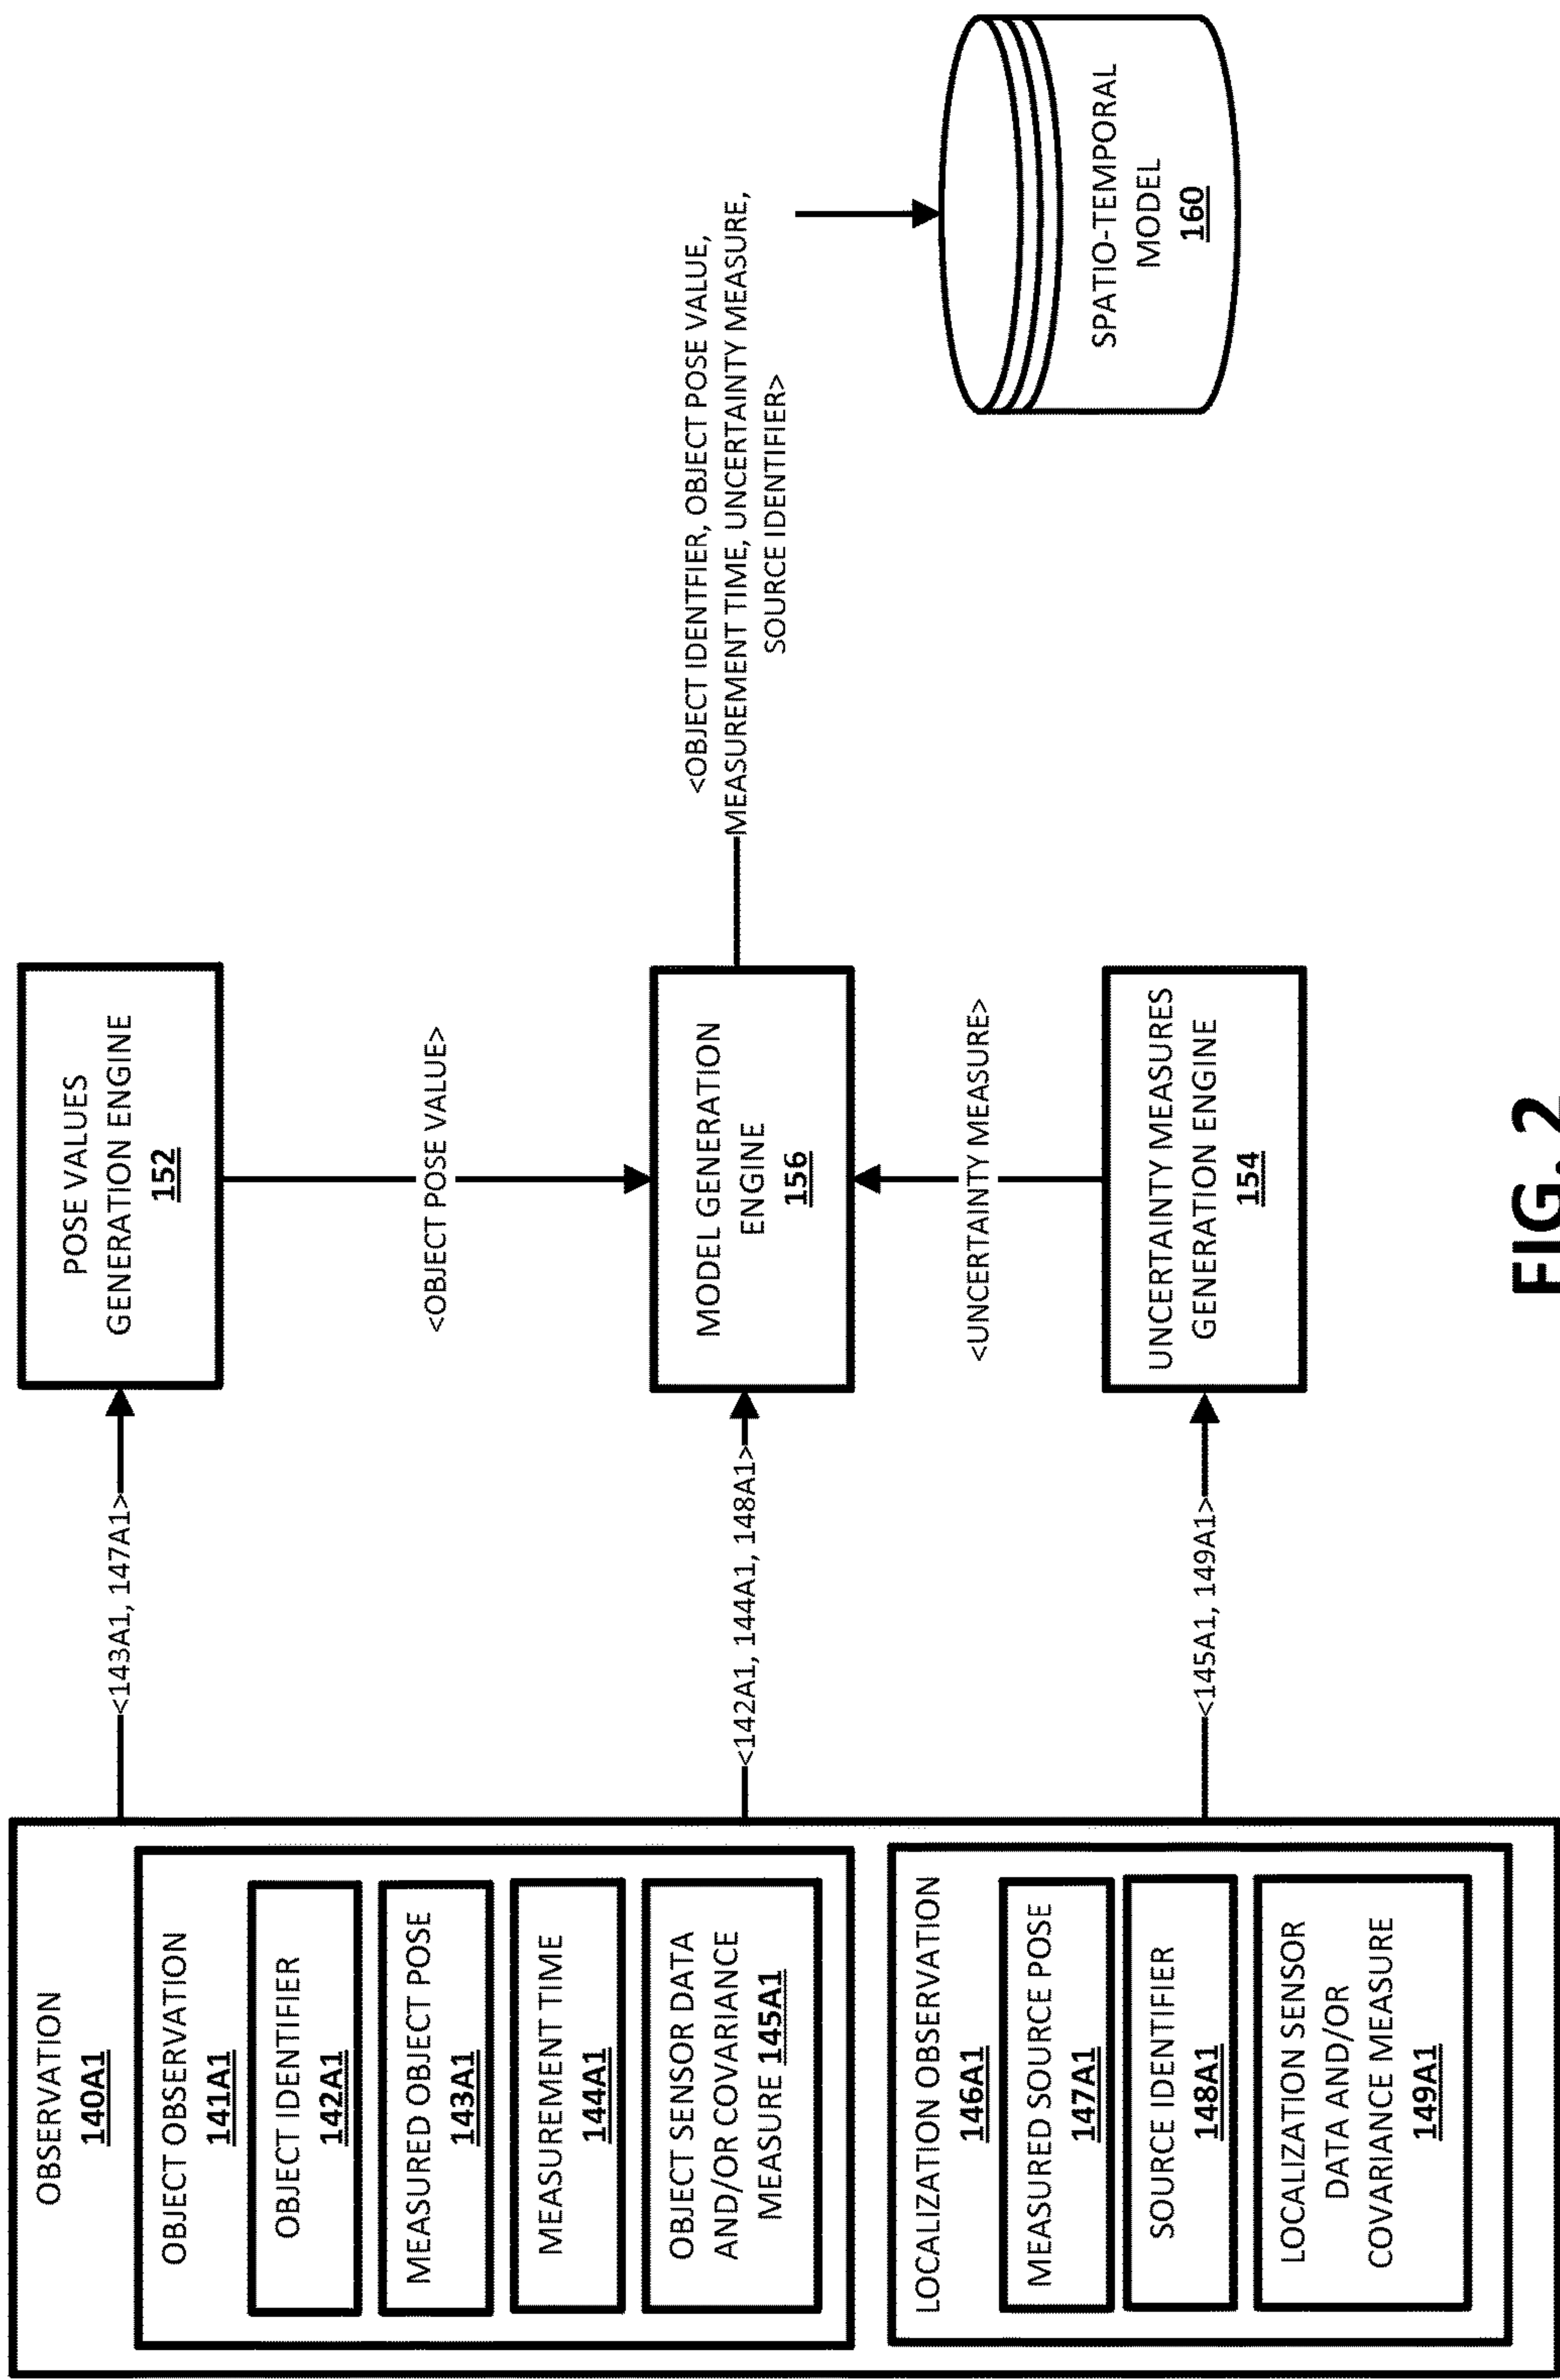 OBSERVATION
140A1
OBJECT OBSERVATION
141A1
OBJECT IDENTIFIER
142A1
MEASURED OBJECT POSE
143A1
MEASUREMENT TIME
144A1
OBJECT SENSOR DATA
AND/OR COVARIANCE
MEASURE 145A1
LOCALIZATION OBSERVATION
146A1
MEASURED SOURCE POSE
147A1
SOURCE IDENTIFIER
148A1
LOCALIZATION SENSOR
DATA AND/OR
COVARIANCE MEASURE
149A1
<143A1, 147A1>
<142A1, 144A1, 148A1>
<145A1, 149A1>
POSE VALUES
GENERATION ENGINE
152
<OBJECT POSE VALUE>
MODEL GENERATION
ENGINE
156
<UNCERTAINTY MEASURE>
UNCERTAINTY MEASURES
GENERATION ENGINE
154
<OBJECT IDENTIFIER, OBJECT POSE VALUE,
MEASUREMENT TIME, UNCERTAINTY MEASURE,
SOURCE IDENTIFIER>
SPATIO-TEMPORAL
MODEL
160
FIG. 2